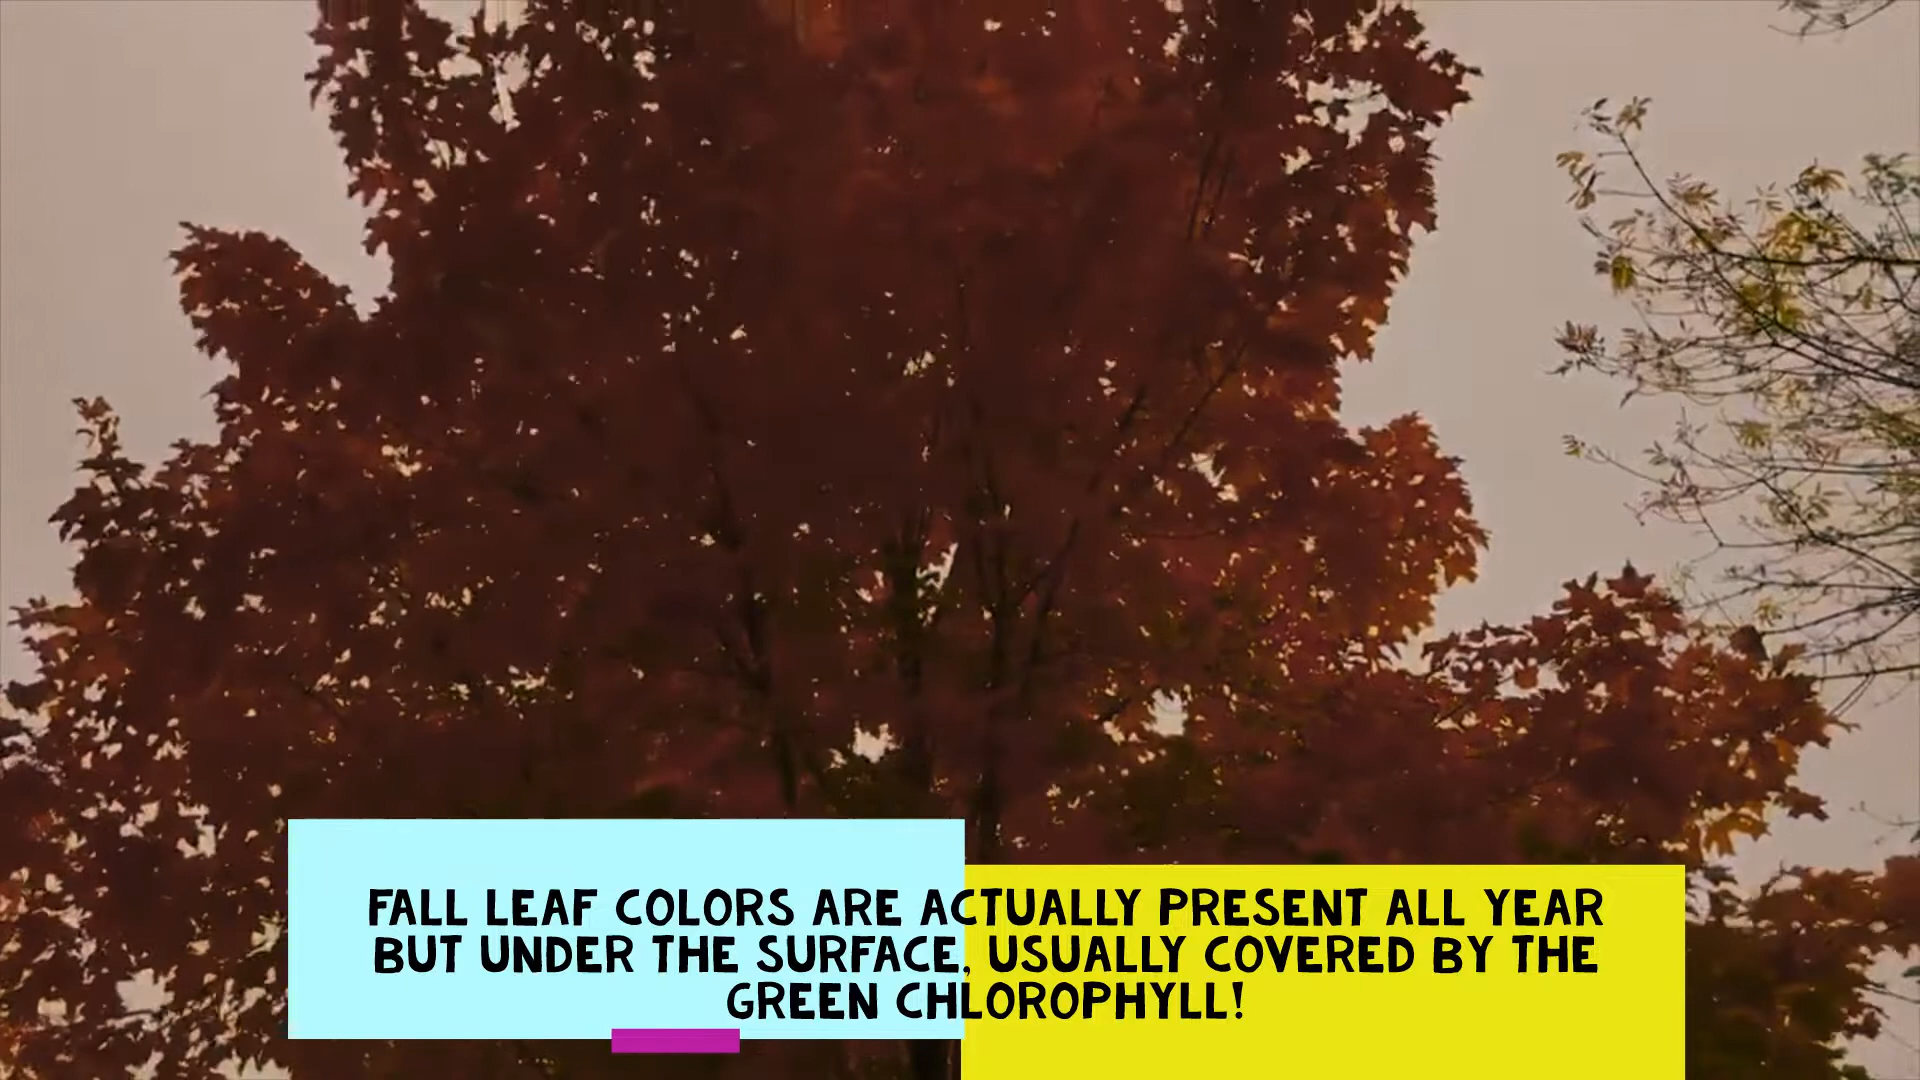 FALL LEAF COLORS ARE ACTUALLY PRESENT ALL YEAR
BUT UNDER THE SURFACE, USUALLY COVERED BY THE
GREEN CHLOROPHYLL!